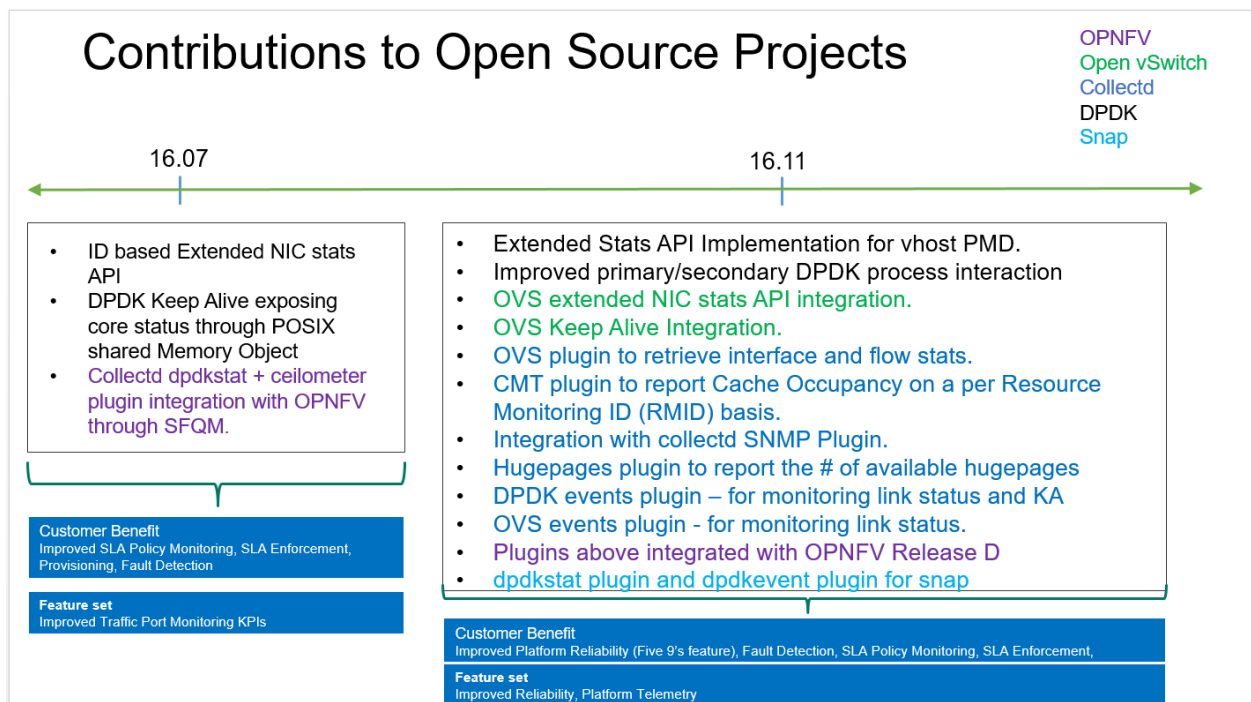 Contributions to Open Source Projects
OPNFV
Open vSwitch
Collectd
DPDK
Snap
16.07
16.11
• ID based Extended NIC stats
API
• DPDK Keep Alive exposing
core status through POSIX
shared Memory Object
• Collectd dpdkstat + ceilometer
plugin integration with OPNFV
through SFQM.
Customer Benefit
Improved SLA Policy Monitoring, SLA Enforcement,
Provisioning, Fault Detection
Feature set
Improved Traffic Port Monitoring KPIs
• Extended Stats API Implementation for vhost PMD.
• Improved primary/secondary DPDK process interaction
• OVS extended NIC stats API integration.
• OVS Keep Alive Integration.
• OVS plugin to retrieve interface and flow stats.
• CMT plugin to report Cache Occupancy on a per Resource
Monitoring ID (RMID) basis.
• Integration with collectd SNMP Plugin.
• Hugepages plugin to report the # of available hugepages
• DPDK events plugin – for monitoring link status and KA
• OVS events plugin - for monitoring link status.
• Plugins above integrated with OPNFV Release D
• dpdkstat plugin and dpdkevent plugin for snap
Customer Benefit
Improved Platform Reliability (Five 9's feature), Fault Detection, SLA Policy Monitoring, SLA Enforcement,
Feature set
Improved Reliability, Platform Telemetry